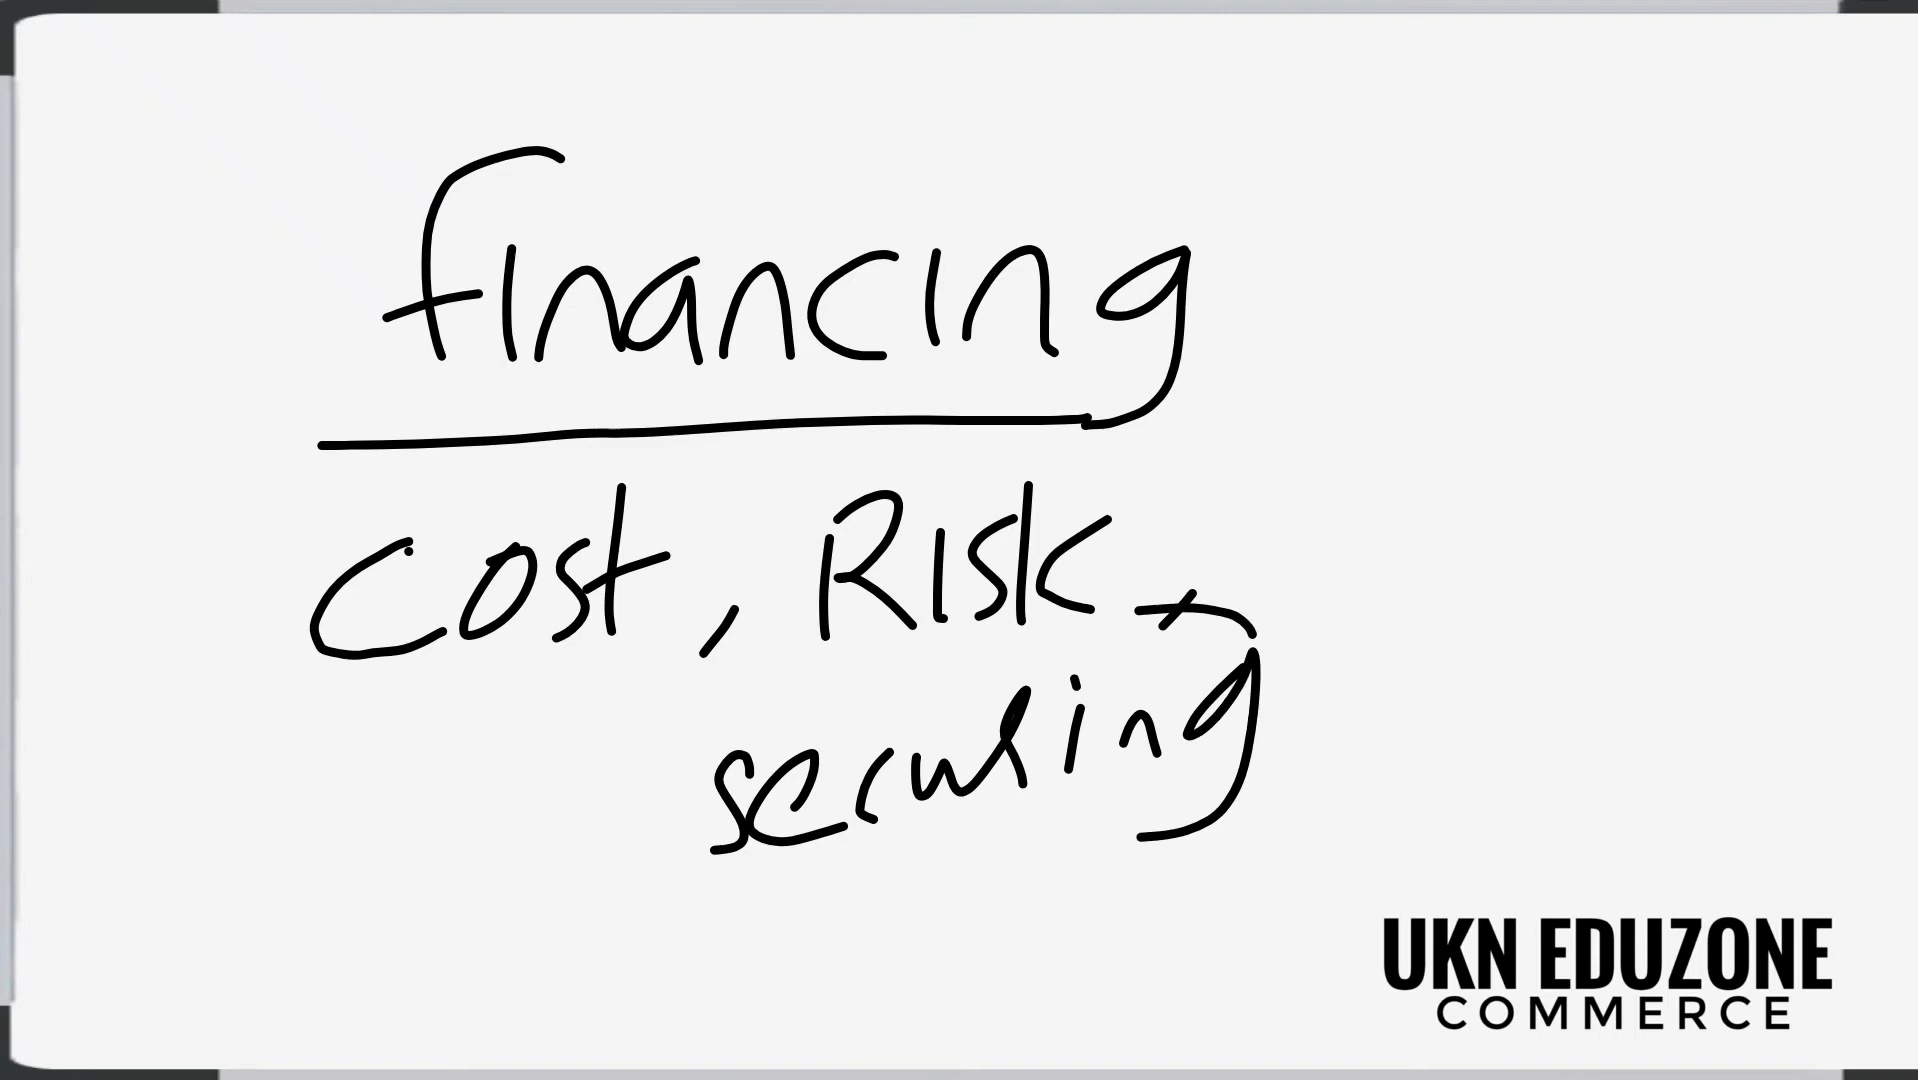 financing
cost, Risk
securing
UKN EDUZONE
COMMERCE